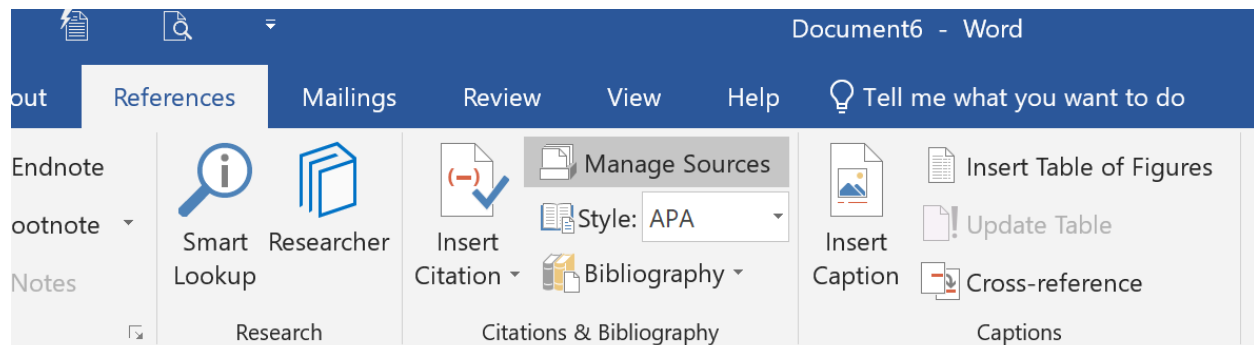 Document6 - Word
out References Mailings Review View Help Tell me what you want to do
Endnote
ootnote
Notes
Smart
Lookup
Researcher
Research
Insert
Citation
Manage Sources
Style: APA
Bibliography
Citations & Bibliography
Insert
Caption
Insert Table of Figures
Update Table
Cross-reference
Captions